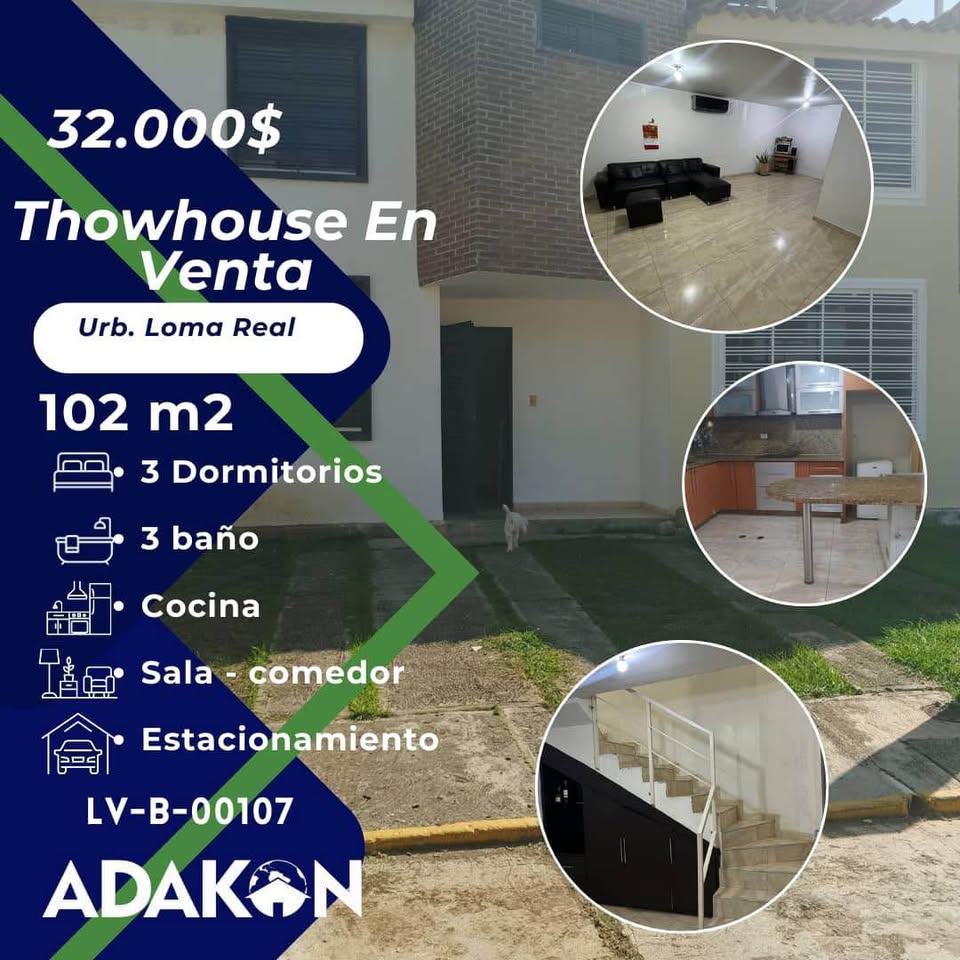 32.000$
Thowhouse En
Venta
Urb. Loma Real
102 m2
3 Dormitorios
3 baño
Cocina
Sala - comedor
Estacionamiento
LV-B-00107
ADAKON